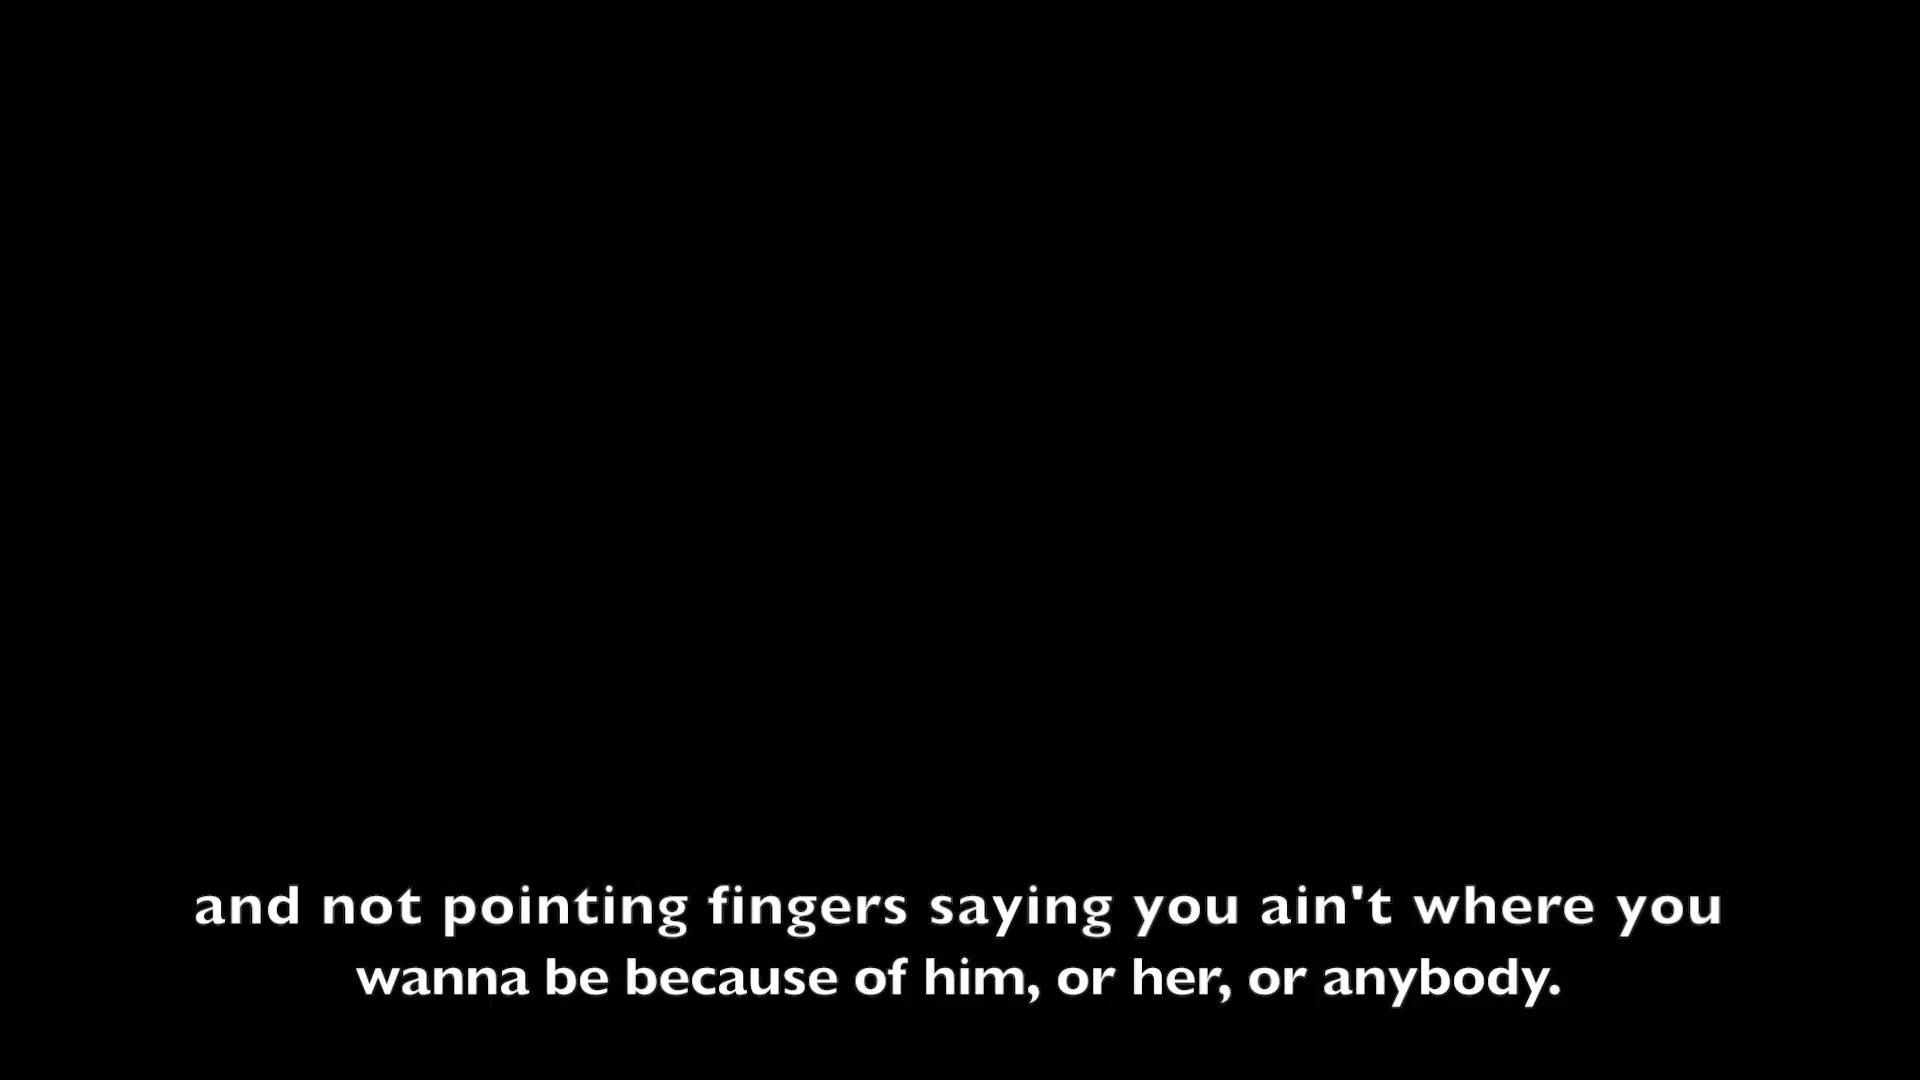 and not pointing fingers saying you ain't where you
wanna be because of him, or her, or anybody.